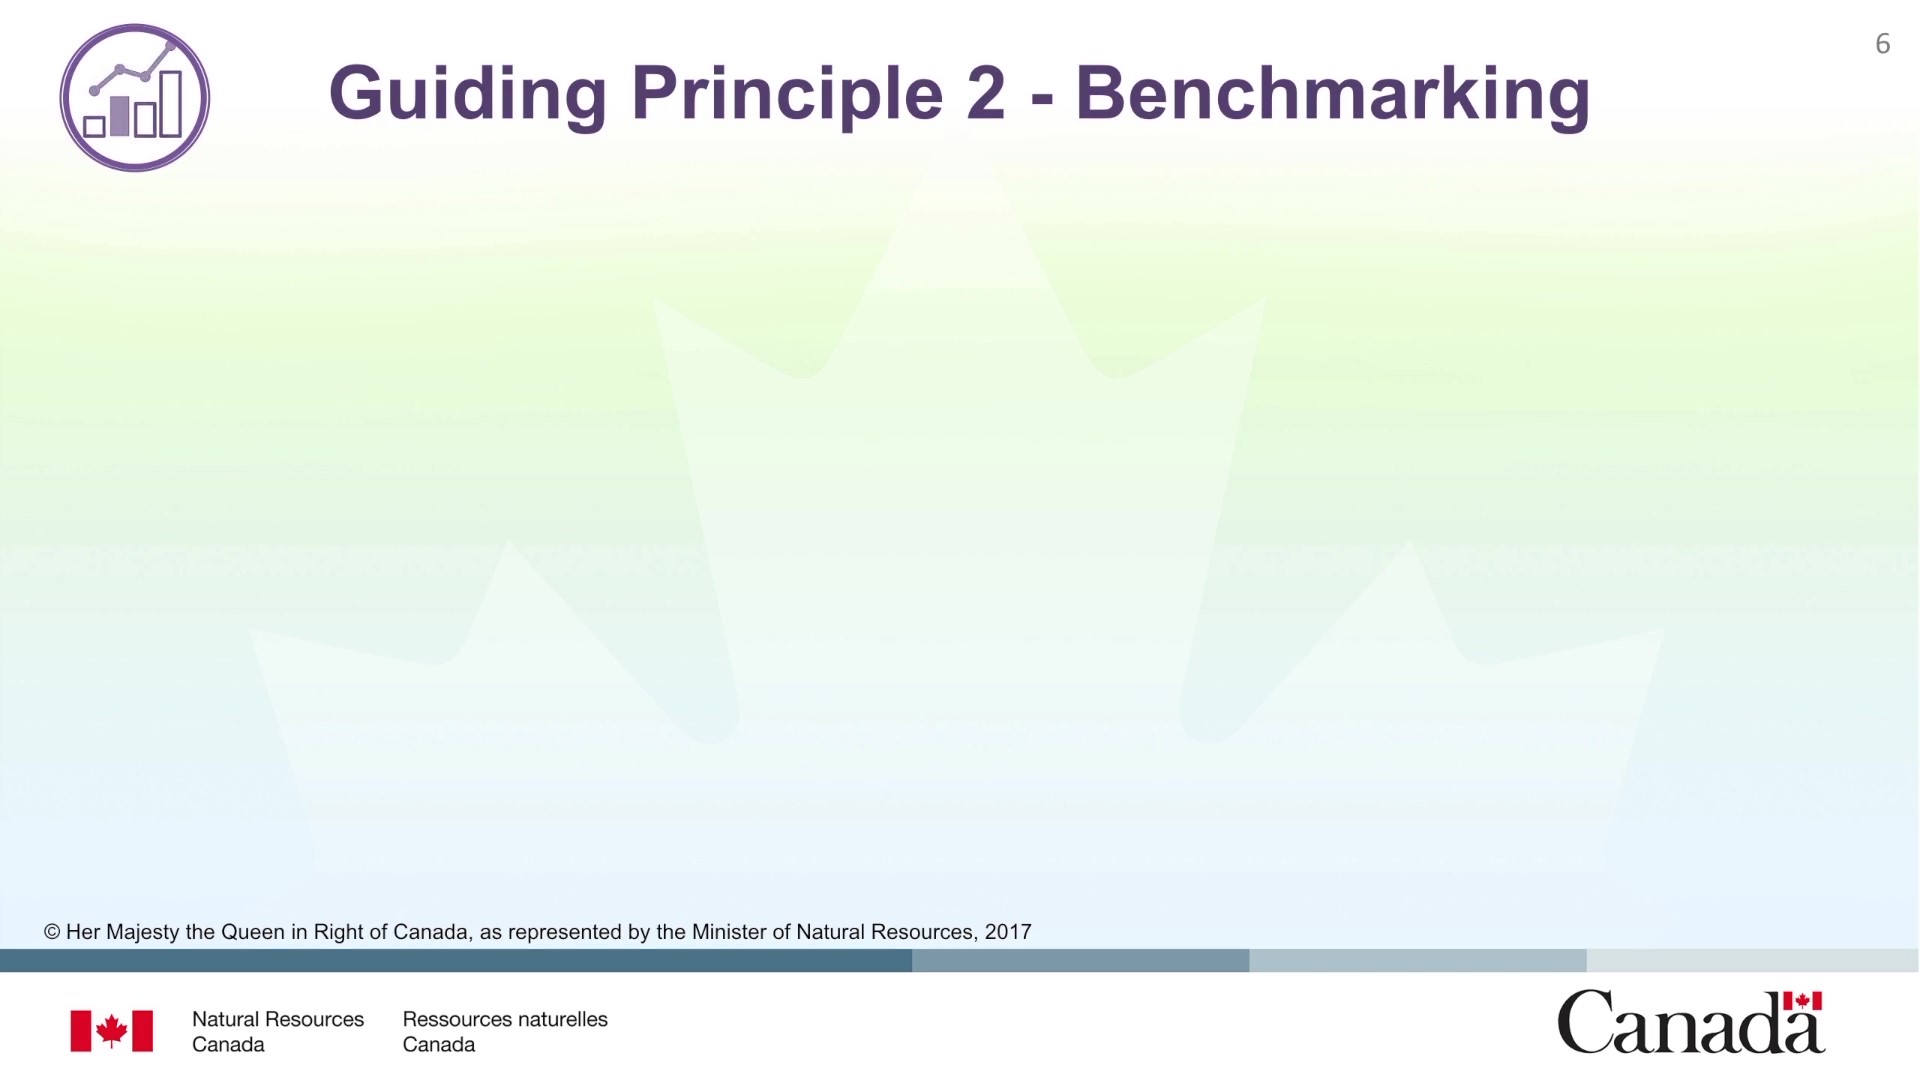 6
Guiding Principle 2 - Benchmarking
© Her Majesty the Queen in Right of Canada, as represented by the Minister of Natural Resources, 2017
Natural Resources
Canada
Ressources naturelles
Canada
Canada